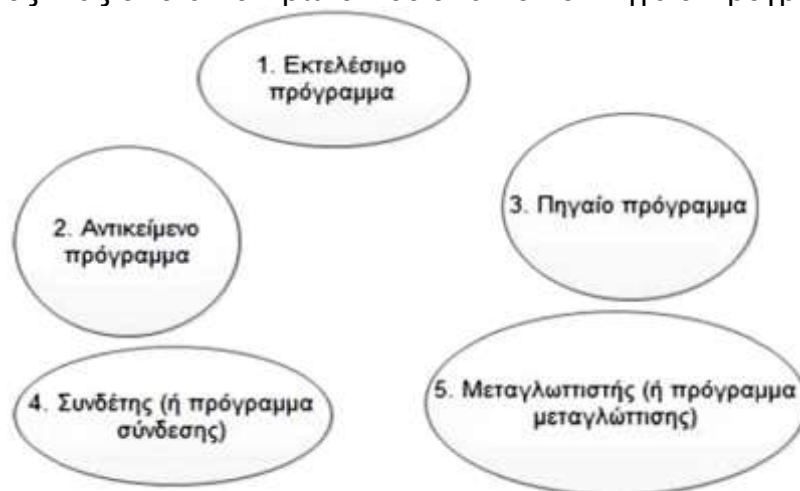 1. Εκτελέσιμο
πρόγραμμα
2. Αντικείμενο
πρόγραμμα
3. Πηγαίο πρόγραμμα
4. Συνδέτης (ή πρόγραμμα
σύνδεσης)
5. Μεταγλωττιστής (ή πρόγραμμα
μεταγλώττισης)